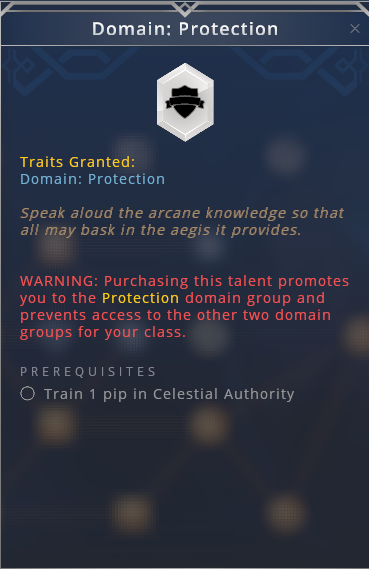 Domain: Protection
Traits Granted:
Domain: Protection
Speak aloud the arcane knowledge so that
all may bask in the aegis it provides.
WARNING: Purchasing this talent promotes
you to the Protection domain group and
prevents access to the other two domain
groups for your class.
PREREQUISITES
Train 1 pip in Celestial Authority